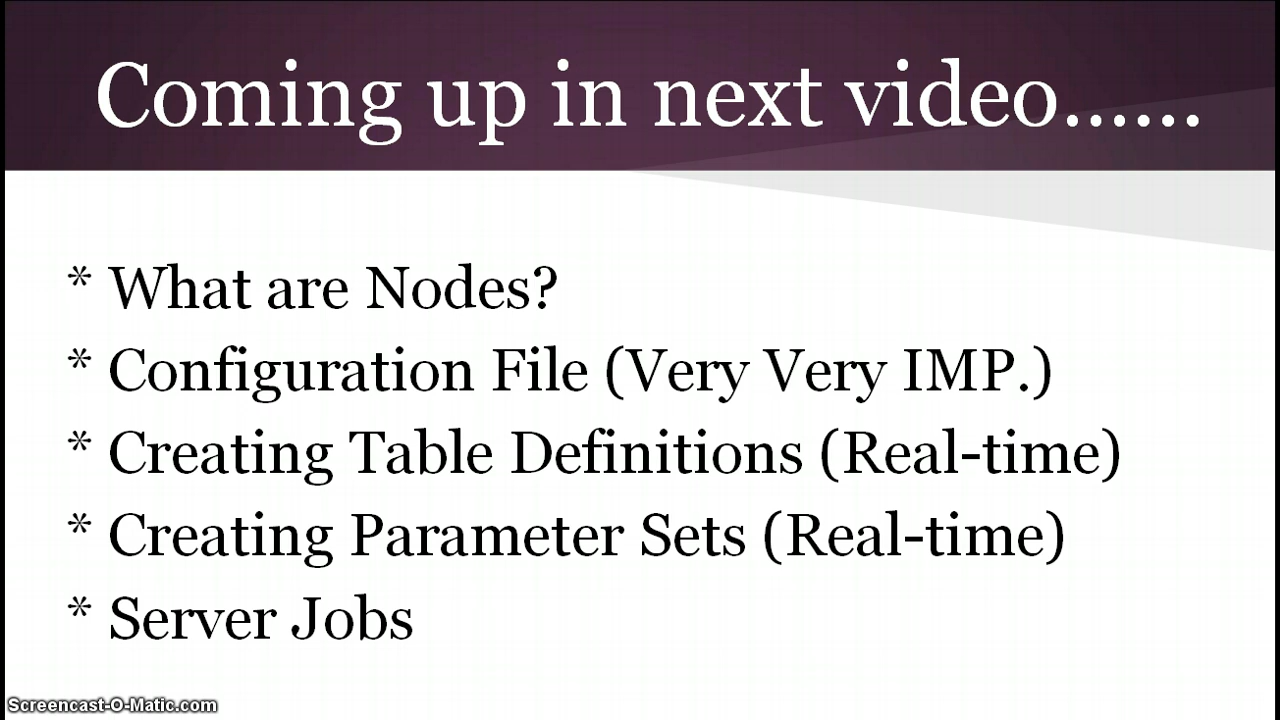 Coming up in next video......
* What are Nodes?
* Configuration File (Very Very IMP.)
* Creating Table Definitions (Real-time)
* Creating Parameter Sets (Real-time)
* Server Jobs
Screencast-O-Matic.com